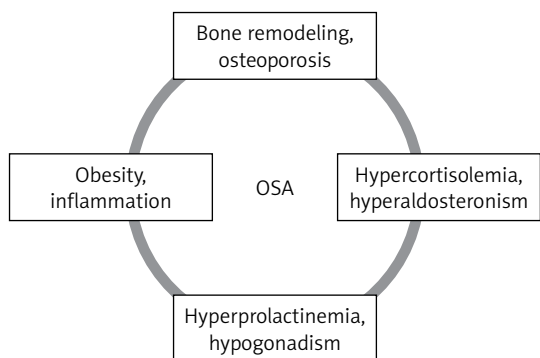 Bone remodeling,
osteoporosis
Obesity,
inflammation
OSA
Hypercortisolemia,
hyperaldosteronism
Hyperprolactinemia,
hypogonadism